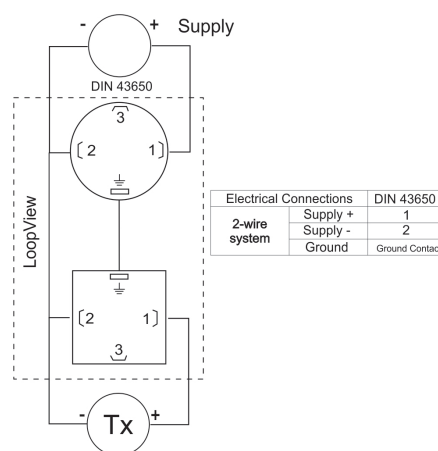 - + Supply
DIN 43650
3
2 1
LoopView
2 1
3
- Tx +
Electrical Connections DIN 43650
2-wire system Supply + 1
Supply - 2
Ground Ground Contact